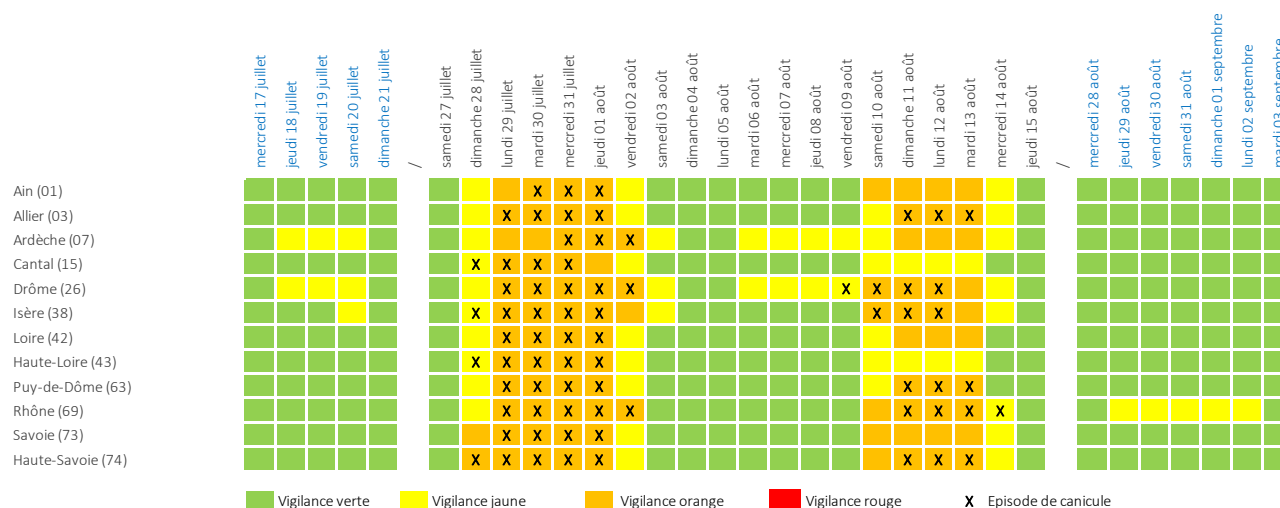 mercredi 17 juillet
jeudi 18 juillet
vendredi 19 juillet
samedi 20 juillet
dimanche 21 juillet
/
samedi 27 juillet
dimanche 28 juillet
lundi 29 juillet
mardi 30 juillet
mercredi 31 juillet
jeudi 01 août
vendredi 02 août
samedi 03 août
dimanche 04 août
lundi 05 août
mardi 06 août
mercredi 07 août
jeudi 08 août
vendredi 09 août
samedi 10 août
dimanche 11 août
lundi 12 août
mardi 13 août
mercredi 14 août
jeudi 15 août
/
mercredi 28 août
jeudi 29 août
vendredi 30 août
samedi 31 août
dimanche 01 septembre
lundi 02 septembre
mardi 03 septembre
Ain (01) X X X
Allier (03) X X X X X X X
Ardèche (07) X X X
Cantal (15) X X X X
Drôme (26) X X X X X X X X X
Isère (38) X X X X X X X X
Loire (42) X X X X
Haute-Loire (43) X X X X X
Puy-de-Dôme (63) X X X X X X X
Rhône (69) X X X X X X X X X
Savoie (73) X X X X
Haute-Savoie (74) X X X X X X X X
Vigilance verte Vigilance jaune Vigilance orange Vigilance rouge X Episode de canicule